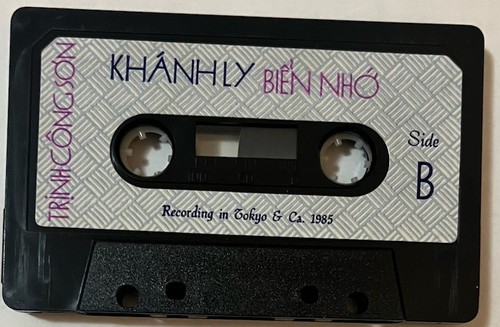 TRỊNH CÔNG SƠN
KHÁNH LY BIỂN NHỚ
Side
B
Recording in Tokyo & Ca. 1985